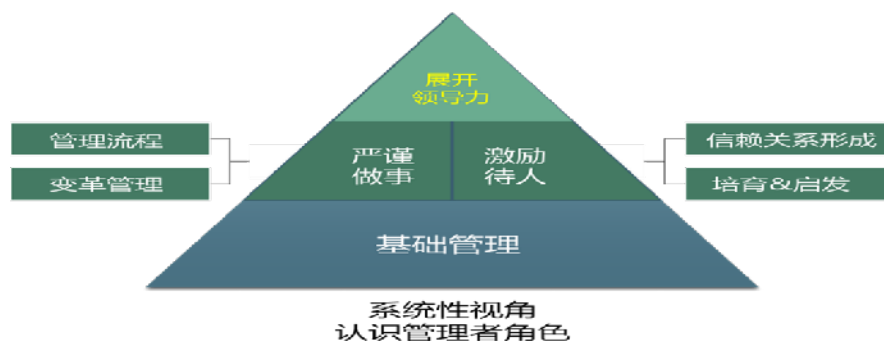 展开
领导力
管理流程
变革管理
严谨
做事
激励
待人
信赖关系形成
培育&启发
基础管理
系统性视角
认识管理者角色